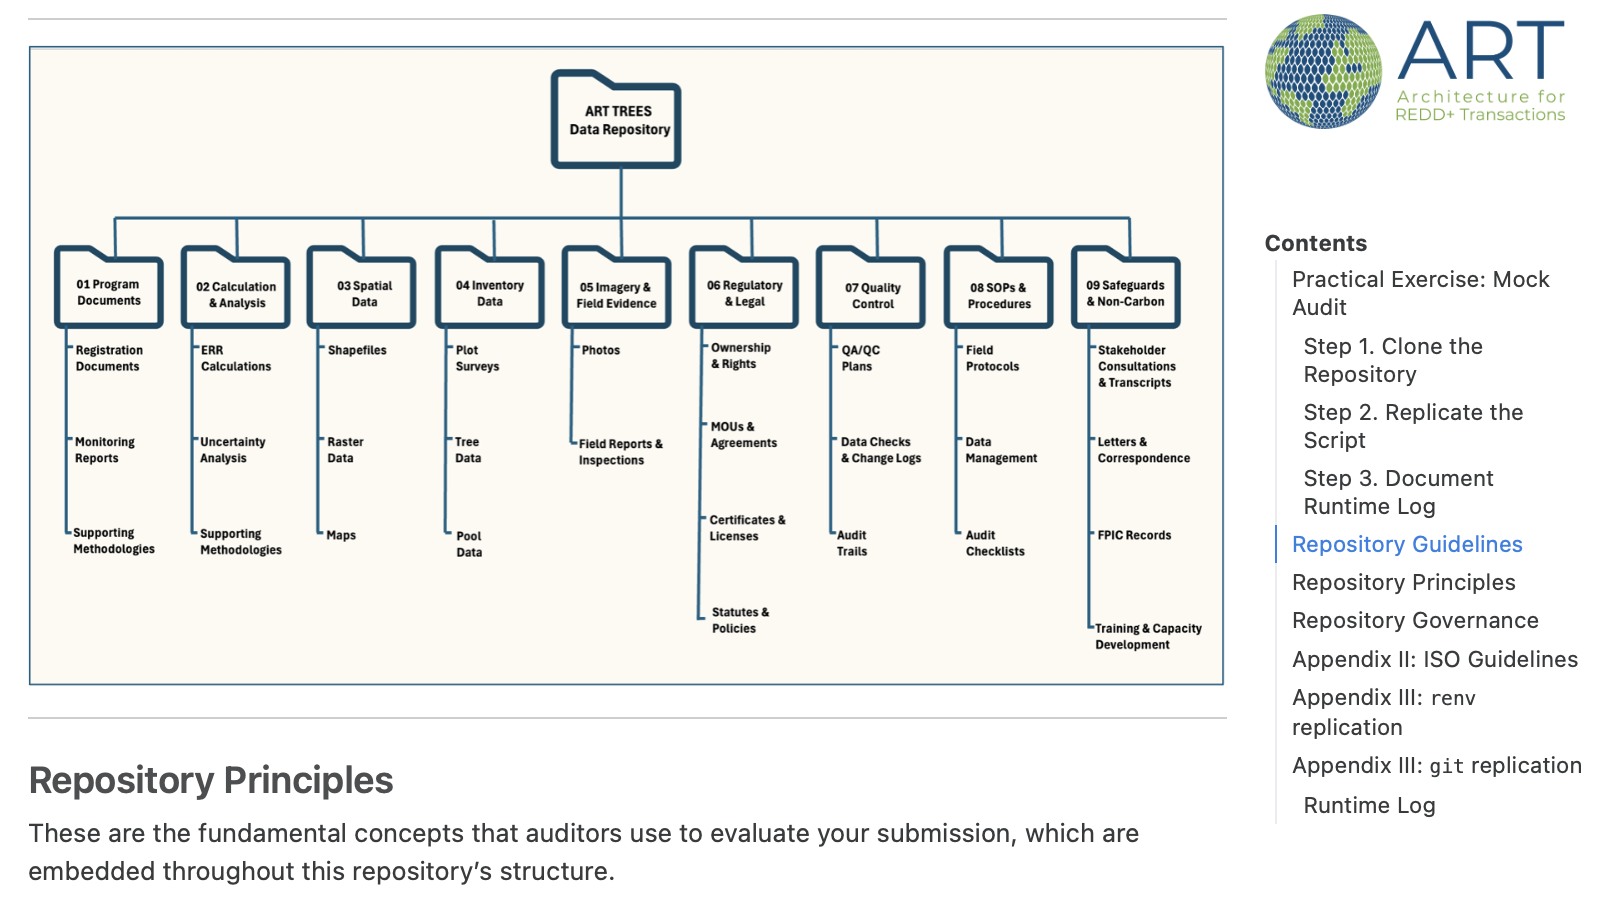 ART TREES
Data Repository
01 Program
Documents
Registration
Documents
Monitoring
Reports
Supporting
Methodologies
02 Calculation
& Analysis
ERR
Calculations
Uncertainty
Analysis
Supporting
Methodologies
03 Spatial
Data
Shapefiles
Raster
Data
Maps
04 Inventory
Data
Plot
Surveys
Tree
Data
Pool
Data
05 Imagery &
Field Evidence
Photos
Field Reports &
Inspections
06 Regulatory
& Legal
Ownership
& Rights
MOUs &
Agreements
Certificates &
Licenses
Statutes &
Policies
07 Quality
Control
QA/QC
Plans
Data Checks
& Change Logs
Audit
Trails
08 SOPs &
Procedures
Field
Protocols
Data
Management
Audit
Checklists
09 Safeguards
& Non-Carbon
Stakeholder
Consultations
& Transcripts
Letters &
Correspondence
FPIC Records
Training & Capacity
Development
Repository Principles
These are the fundamental concepts that auditors use to evaluate your submission, which are
embedded throughout this repository’s structure.
ART
Architecture for
REDD+ Transactions
Contents
Practical Exercise: Mock
Audit
Step 1. Clone the
Repository
Step 2. Replicate the
Script
Step 3. Document
Runtime Log
Repository Guidelines
Repository Principles
Repository Governance
Appendix II: ISO Guidelines
Appendix III: renv
replication
Appendix III: git replication
Runtime Log